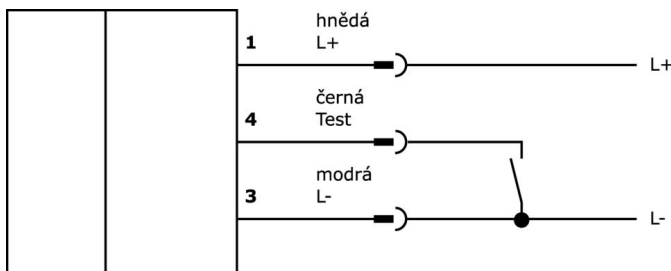 hnědá
1 L+ L+
černá
4 Test
modrá
3 L- L-